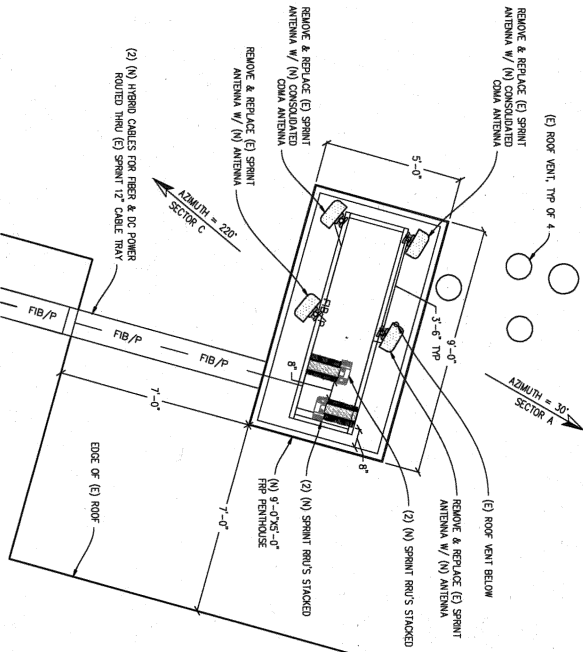 (E) ROOF VENT, TYP OF 4
REMOVE & REPLACE (E) SPRINT
ANTENNA W/ (N) CONSOLIDATED
CDMA ANTENNA
REMOVE & REPLACE (E) SPRINT
ANTENNA W/ (N) CONSOLIDATED
CDMA ANTENNA
REMOVE & REPLACE (E) SPRINT
ANTENNA W/ (N) ANTENNA
(2) (N) HYBRID CABLES FOR FIBER & DC POWER
ROUTED THRU (E) SPRINT 12" CABLE TRAY
AZIMUTH = 220°
SECTOR C
5'-0"
9'-0"
3'-6" TYP
AZIMUTH = 30°
SECTOR A
(E) ROOF VENT BELOW
REMOVE & REPLACE (E) SPRINT
ANTENNA W/ (N) ANTENNA
(2) (N) SPRINT RRU'S STACKED
(2) (N) SPRINT RRU'S STACKED
(N) 9'-0"X5'-0"
FRP PENTHOUSE
8"
8"
FIB/P
FIB/P
FIB/P
7'-0"
7'-0"
EDGE OF (E) ROOF